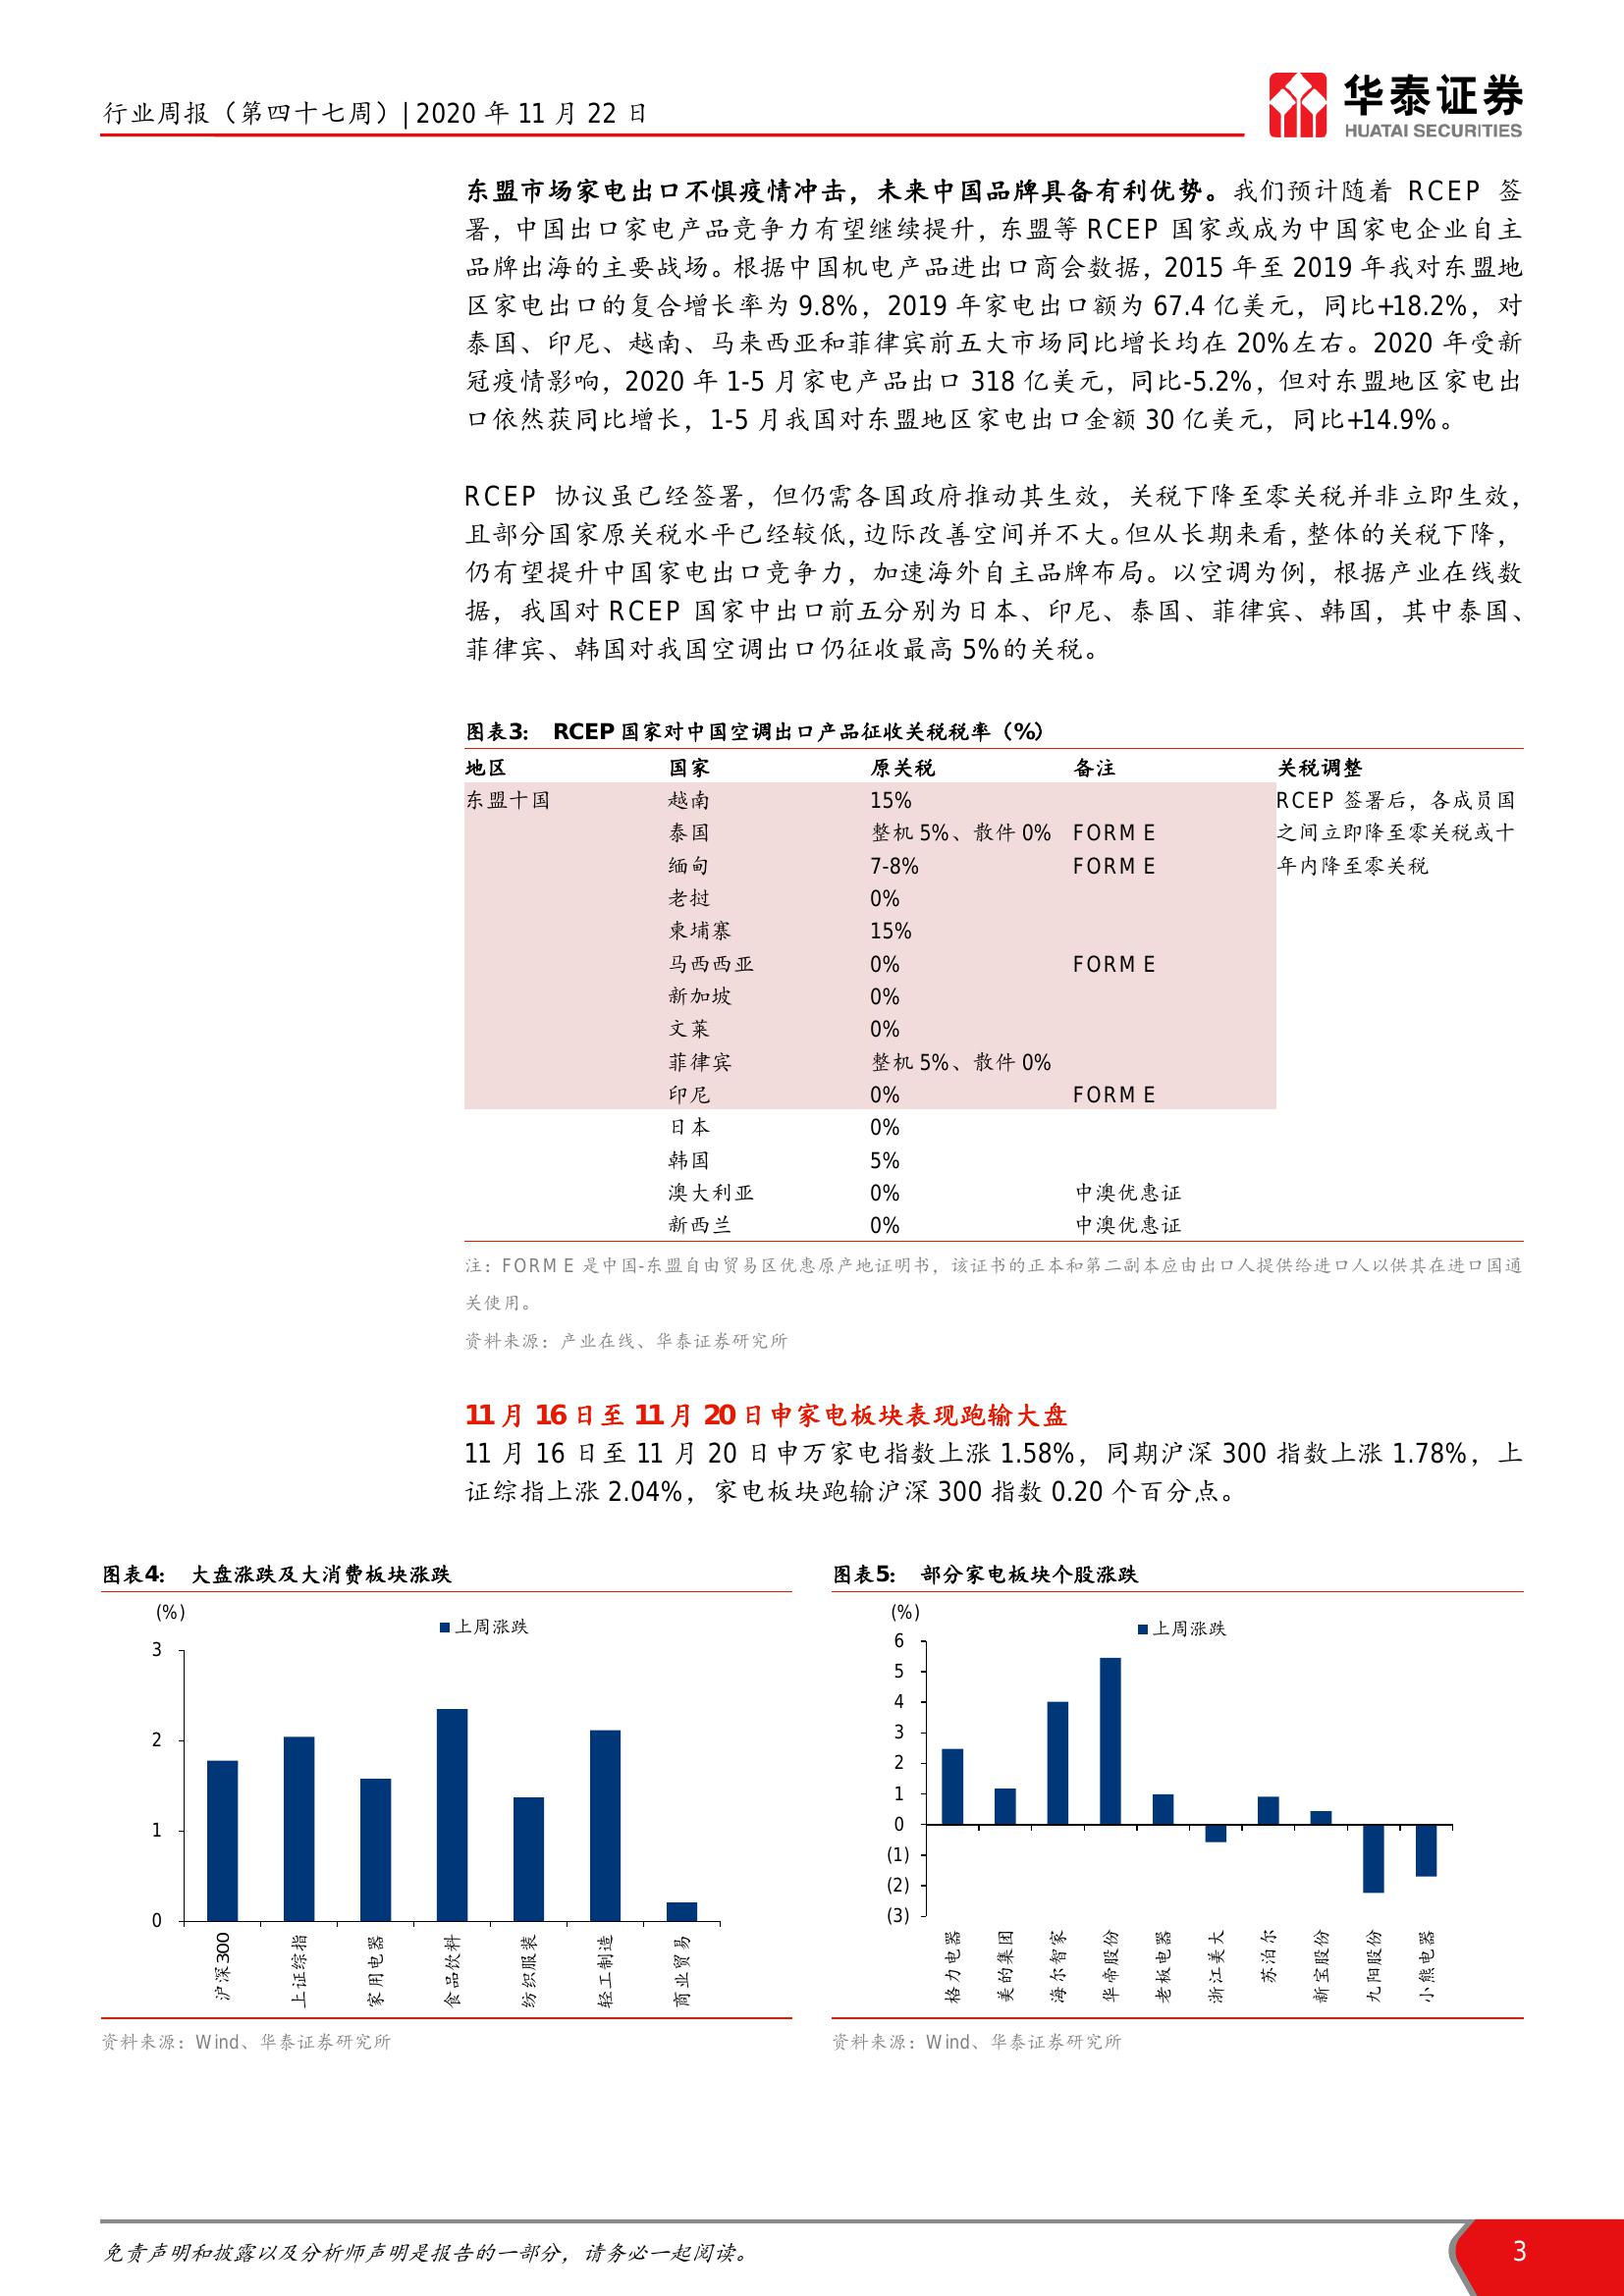 行业周报（第四十七周）|2020 年 11 月 22 日
华泰证券
HUATAI SECURITIES
东盟市场家电出口不惧疫情冲击，未来中国品牌具备有利优势。我们预计随着 RCEP 签
署，中国出口家电产品竞争力有望继续提升，东盟等 RCEP 国家或成为中国家电企业自主
品牌出海的主要战场。根据中国机电产品进出口商会数据，2015 年至 2019 年我对东盟地
区家电出口的复合增长率为 9.8%，2019 年家电出口额为 67.4 亿美元，同比+18.2%，对
泰国、印尼、越南、马来西亚和菲律宾前五大市场同比增长均在 20%左右。2020 年受新
冠疫情影响，2020 年 1-5 月家电产品出口 318 亿美元，同比-5.2%，但对东盟地区家电出
口依然获同比增长，1-5 月我国对东盟地区家电出口金额 30 亿美元，同比+14.9%。
RCEP 协议虽已经签署，但仍需各国政府推动其生效，关税下降至零关税并非立即生效，
且部分国家原关税水平已经较低，边际改善空间并不大。但从长期来看，整体的关税下降，
仍有望提升中国家电出口竞争力，加速海外自主品牌布局。以空调为例，根据产业在线数
据，我国对 RCEP 国家中出口前五分别为日本、印尼、泰国、菲律宾、韩国，其中泰国、
菲律宾、韩国对我国空调出口仍征收最高 5%的关税。
图表3： RCEP 国家对中国空调出口产品征收关税税率（%）
地区 国家 原关税 备注 关税调整
东盟十国 越南 15% RCEP 签署后，各成员国
泰国 整机 5%、散件 0% FORM E 之间立即降至零关税或十
缅甸 7-8% FORM E 年内降至零关税
老挝 0%
柬埔寨 15%
马西西亚 0% FORM E
新加坡 0%
文莱 0%
菲律宾 整机 5%、散件 0%
印尼 0% FORM E
日本 0%
韩国 5%
澳大利亚 0% 中澳优惠证
新西兰 0% 中澳优惠证
注：FORM E 是中国-东盟自由贸易区优惠原产地证明书，该证书的正本和第二副本应由出口人提供给进口人以供其在进口国通
关使用。
资料来源：产业在线、华泰证券研究所
11 月 16 日至 11 月 20 日申家电板块表现跑输大盘
11 月 16 日至 11 月 20 日申万家电指数上涨 1.58%，同期沪深 300 指数上涨 1.78%，上
证综指上涨 2.04%，家电板块跑输沪深 300 指数 0.20 个百分点。
图表4： 大盘涨跌及大消费板块涨跌
(%)
上周涨跌
3
2
1
0
沪深300
上证综指
家用电器
食品饮料
纺织服装
轻工制造
商业贸易
资料来源：Wind、华泰证券研究所
图表5： 部分家电板块个股涨跌
(%)
上周涨跌
6
5
4
3
2
1
0
(1)
(2)
(3)
格力电器
美的集团
海尔智家
华帝股份
老板电器
浙江美大
苏泊尔
新宝股份
九阳股份
小熊电器
资料来源：Wind、华泰证券研究所
免责声明和披露以及分析师声明是报告的一部分，请务必一起阅读。
3